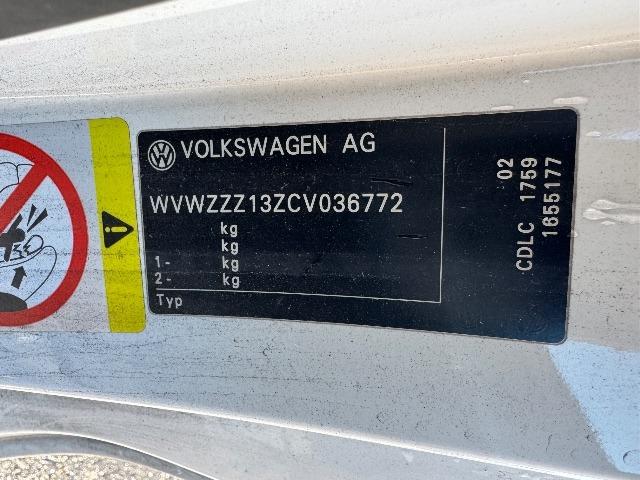 VOLKSWAGEN AG
WVWZZZ13ZCV036772
kg
kg
1- kg
2- kg
Typ
02
CDLC 1759
1655177